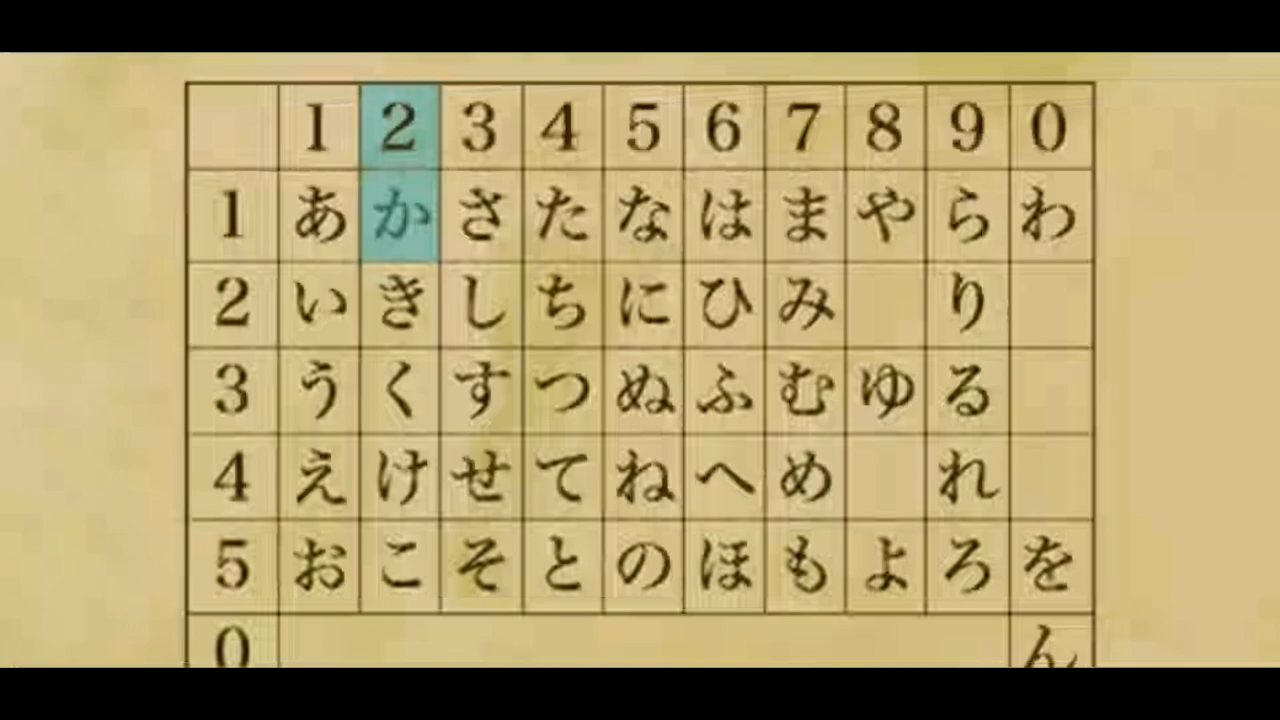 1 2 3 4 5 6 7 8 9 0
1 あ か さ た な は ま や ら わ
2 い き し ち に ひ み り
3 う く す つ ぬ ふ む ゆ る
4 え け せ て ね へ め れ
5 お こ そ と の ほ も よ ろ を
0 ん